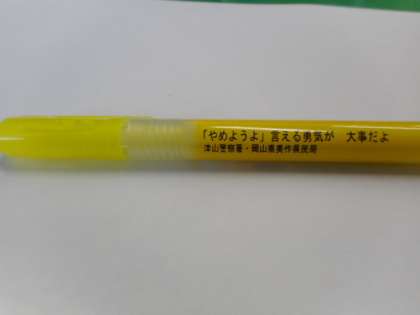 「やめようよ」言える勇気が 大事だよ
津山警察署・岡山県美作県民局